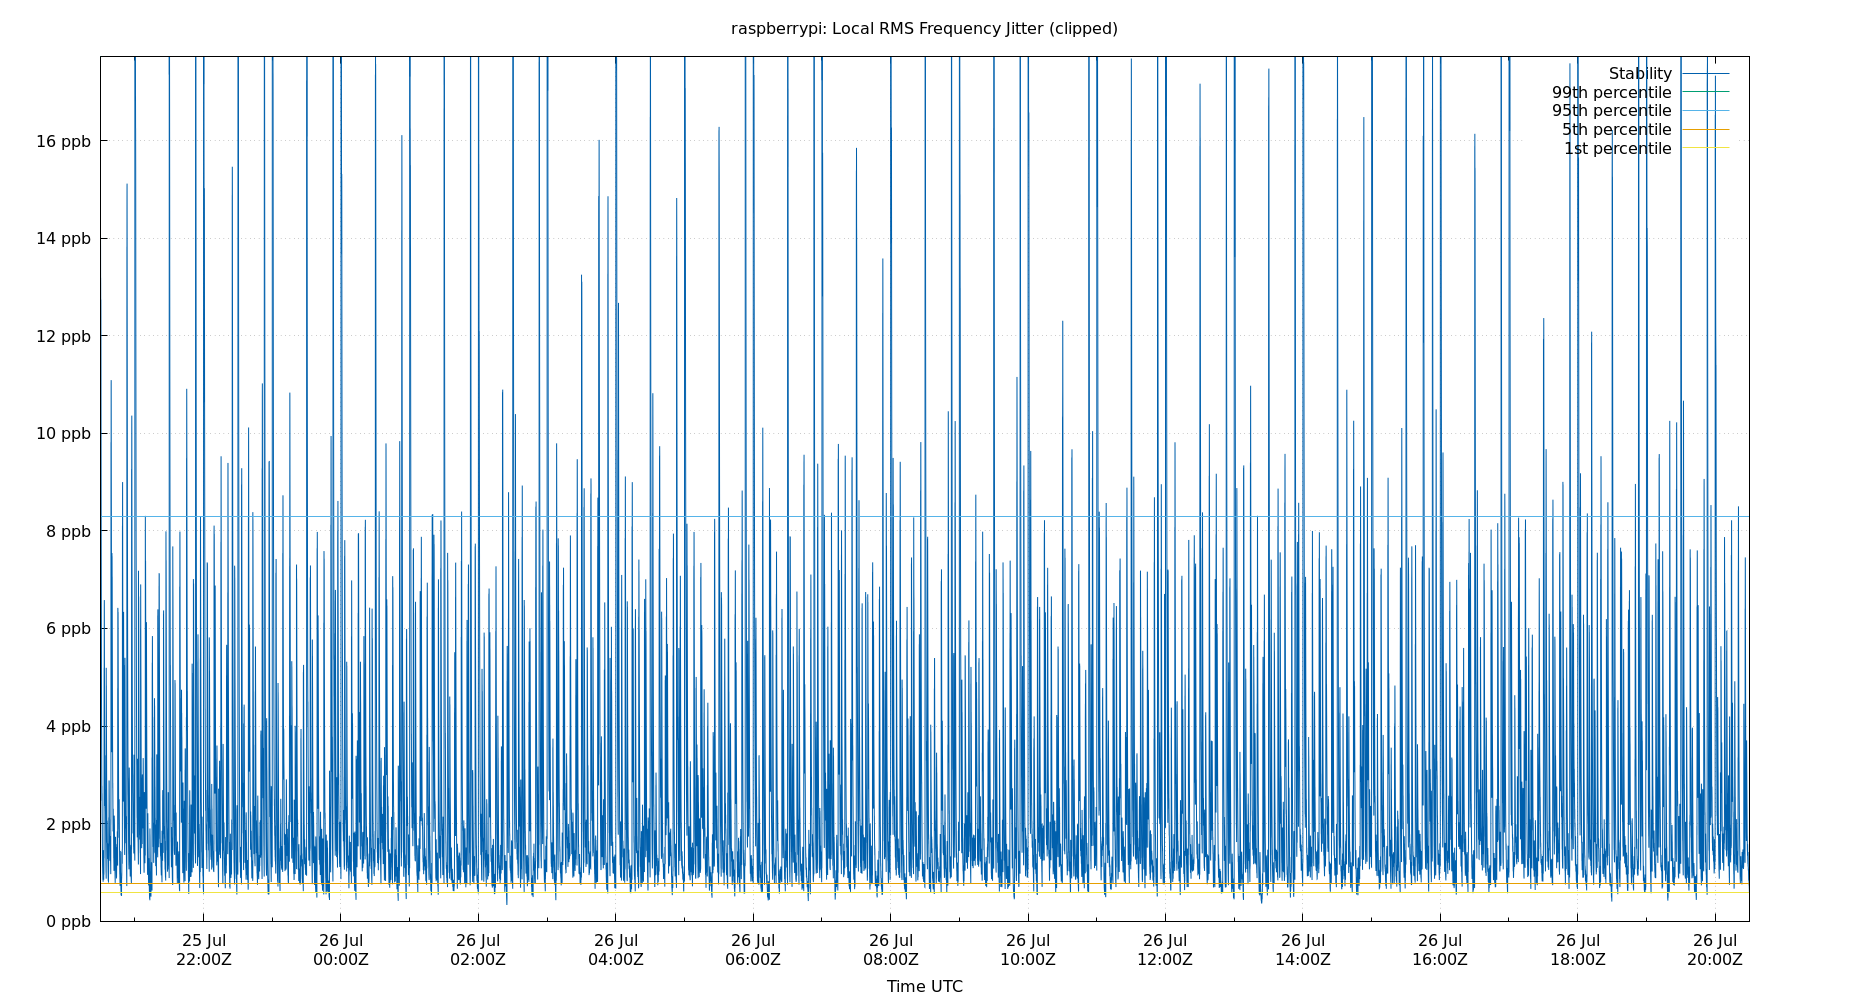 raspberrypi: Local RMS Frequency Jitter (clipped)
Stability
99th percentile
95th percentile
5th percentile
1st percentile
16 ppb
14 ppb
12 ppb
10 ppb
8 ppb
6 ppb
4 ppb
2 ppb
0 ppb
25 Jul 26 Jul 26 Jul 26 Jul 26 Jul 26 Jul 26 Jul 26 Jul 26 Jul 26 Jul 26 Jul 26 Jul
22:00Z 00:00Z 02:00Z 04:00Z 06:00Z 08:00Z 10:00Z 12:00Z 14:00Z 16:00Z 18:00Z 20:00Z
Time UTC